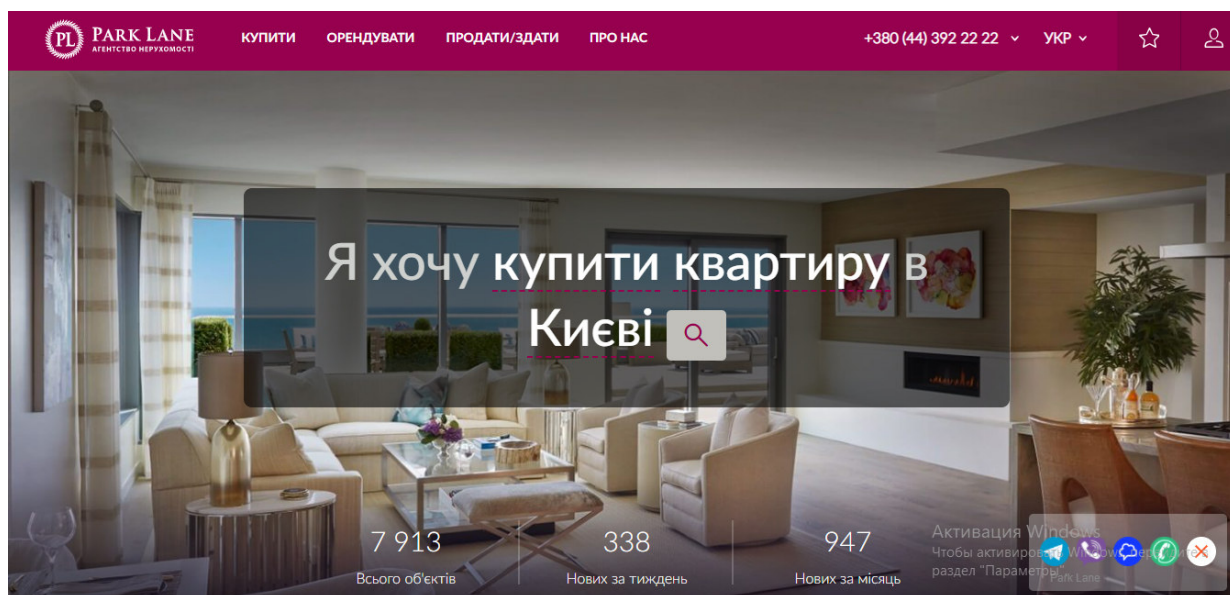 PL
PARK LANE
АГЕНТСТВО НЕРУХОМОСТІ
КУПИТИ ОРЕНДУВАТИ ПРОДАТИ/ЗДАТИ ПРО НАС +380 (44) 392 22 22 УКР
Я хочу купити квартиру в
Києві
7 913 338 947
Всього об'єктів Нових за тиждень Нових за місяць
Активация Windows
Чтобы активировать Windows,
раздел "Параметры".
Park Lane